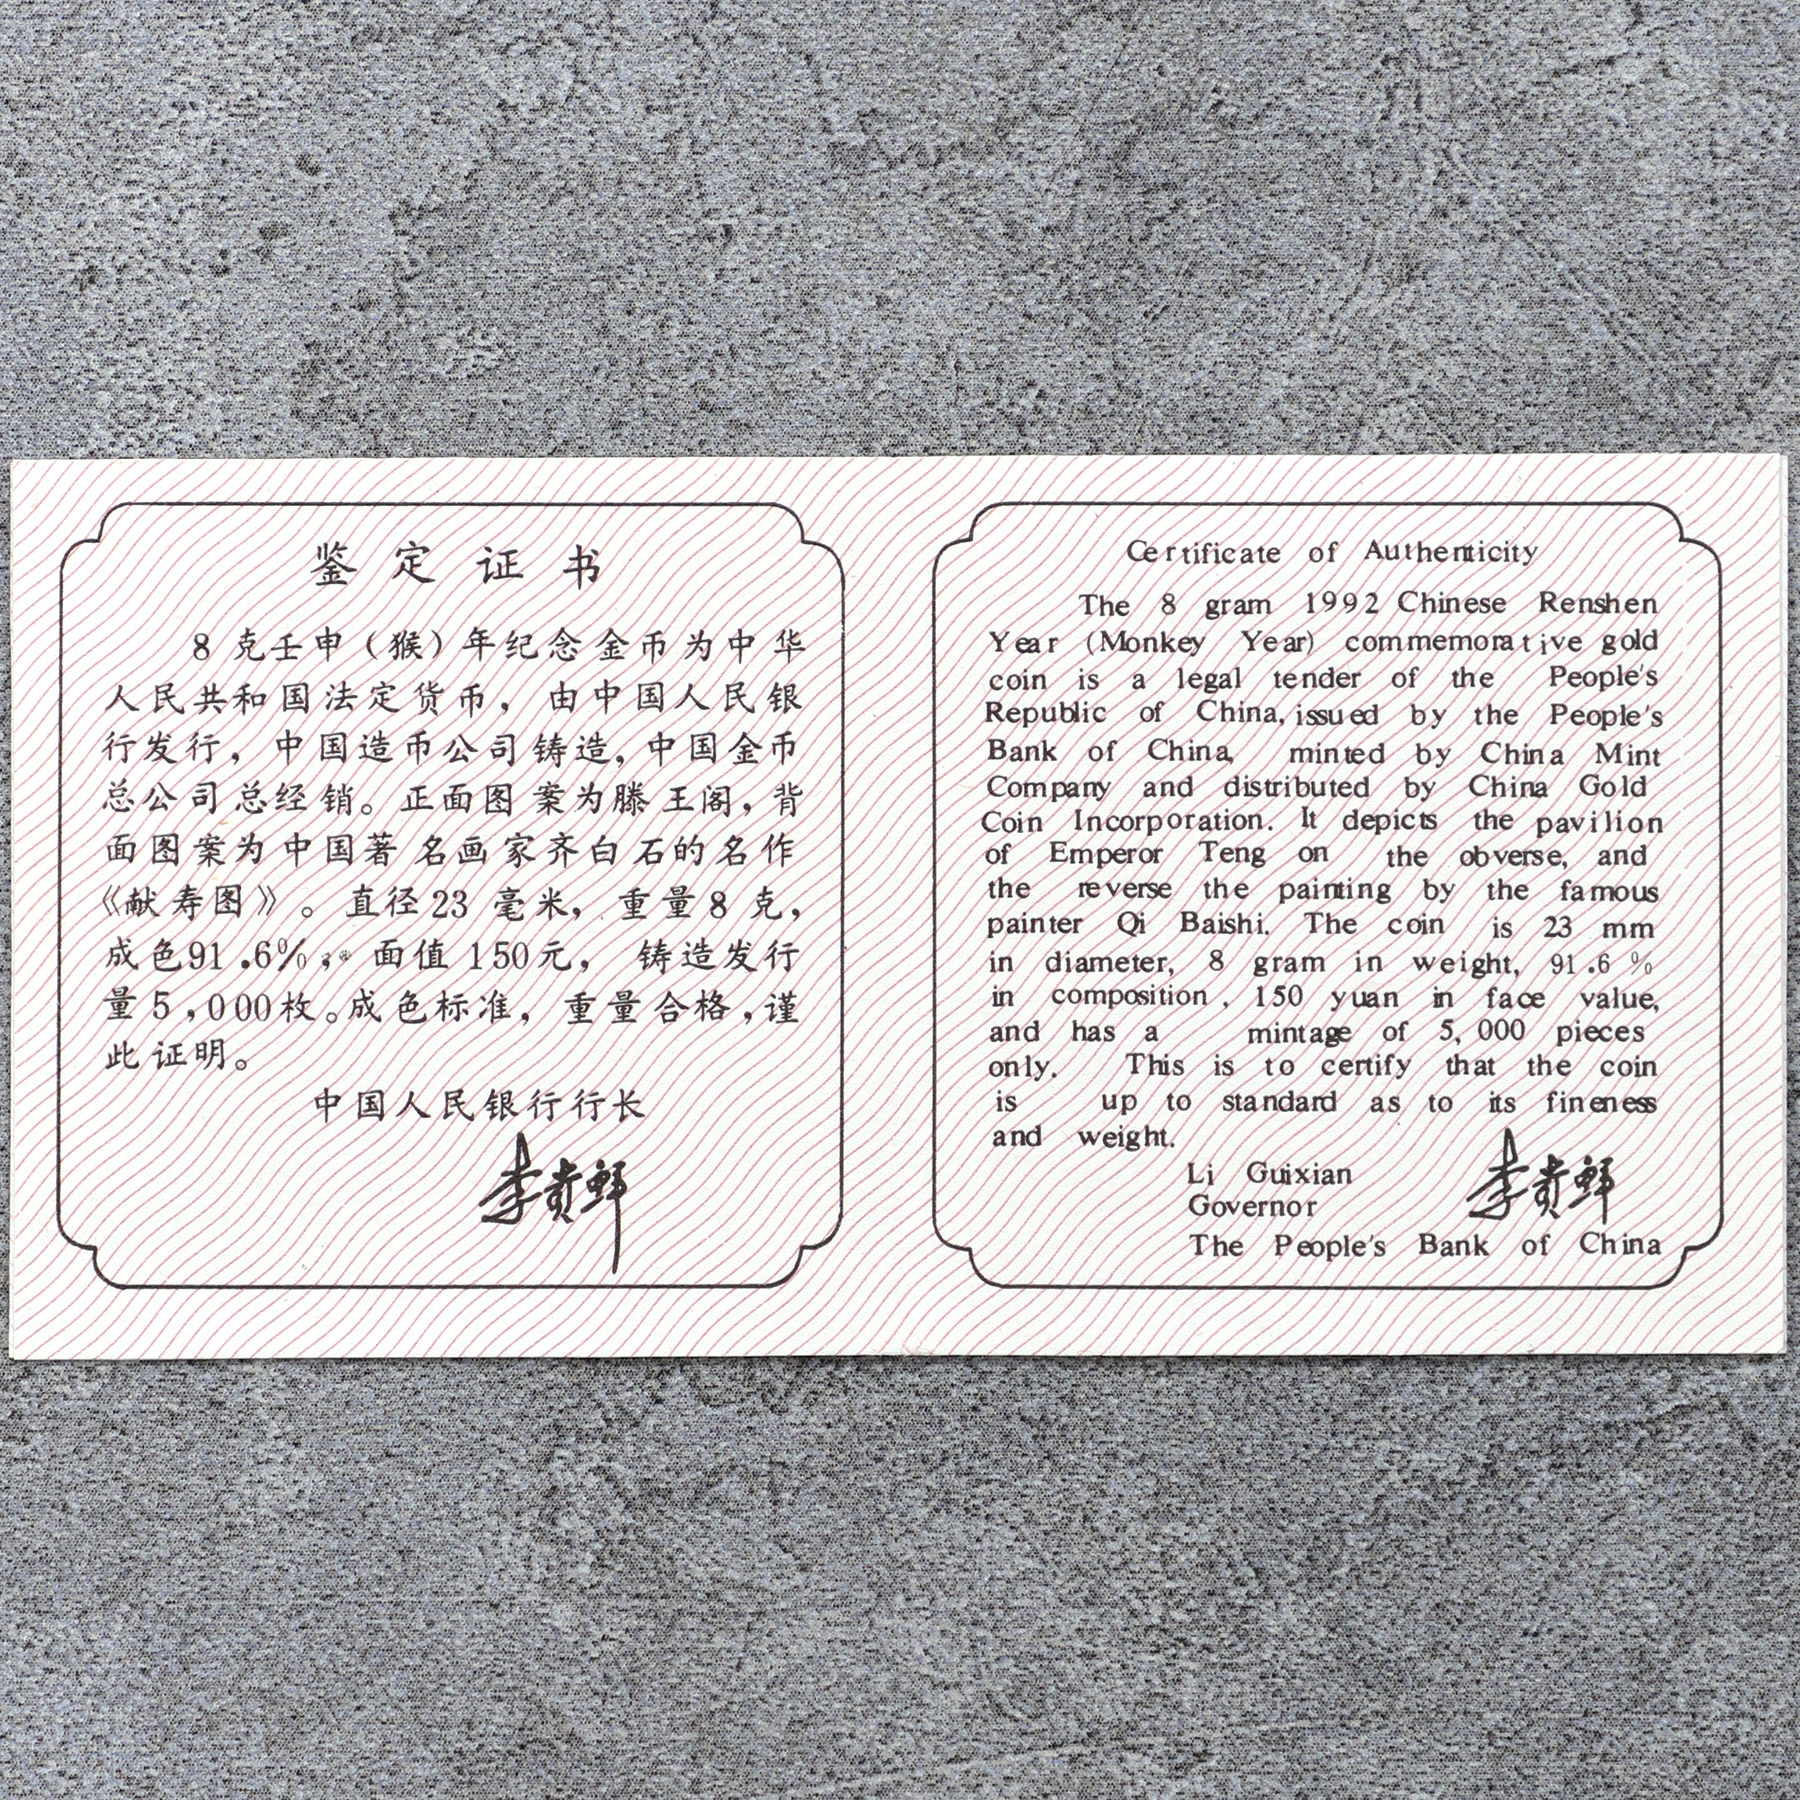 鉴定证书
8克壬申（猴）年纪念金币为中华
人民共和国法定货币，由中国人民银
行发行，中国造币公司铸造，中国金币
总公司总经销。正面图案为滕王阁，背
面图案为中国著名画家齐白石的名作
《献寿图》。直径23毫米，重量8克，
成色91.6%，面值150元，铸造发行
量5,000枚。成色标准，重量合格，谨
此证明。
中国人民银行行长
李贵鲜
Certificate of Authenticity
The 8 gram 1992 Chinese Renshen
Year (Monkey Year) commemorative gold
coin is a legal tender of the People's
Republic of China, issued by the People's
Bank of China, minted by China Mint
Company and distributed by China Gold
Coin Incorporation. It depicts the pavilion
of Emperor Teng on the obverse, and
the reverse the painting by the famous
painter Qi Baishi. The coin is 23 mm
in diameter, 8 gram in weight, 91.6 %
in composition, 150 yuan in face value,
and has a mintage of 5,000 pieces
only. This is to certify that the coin
is up to standard as to its fineness
and weight.
Li Guixian 李贵鲜
Governor
The People's Bank of China